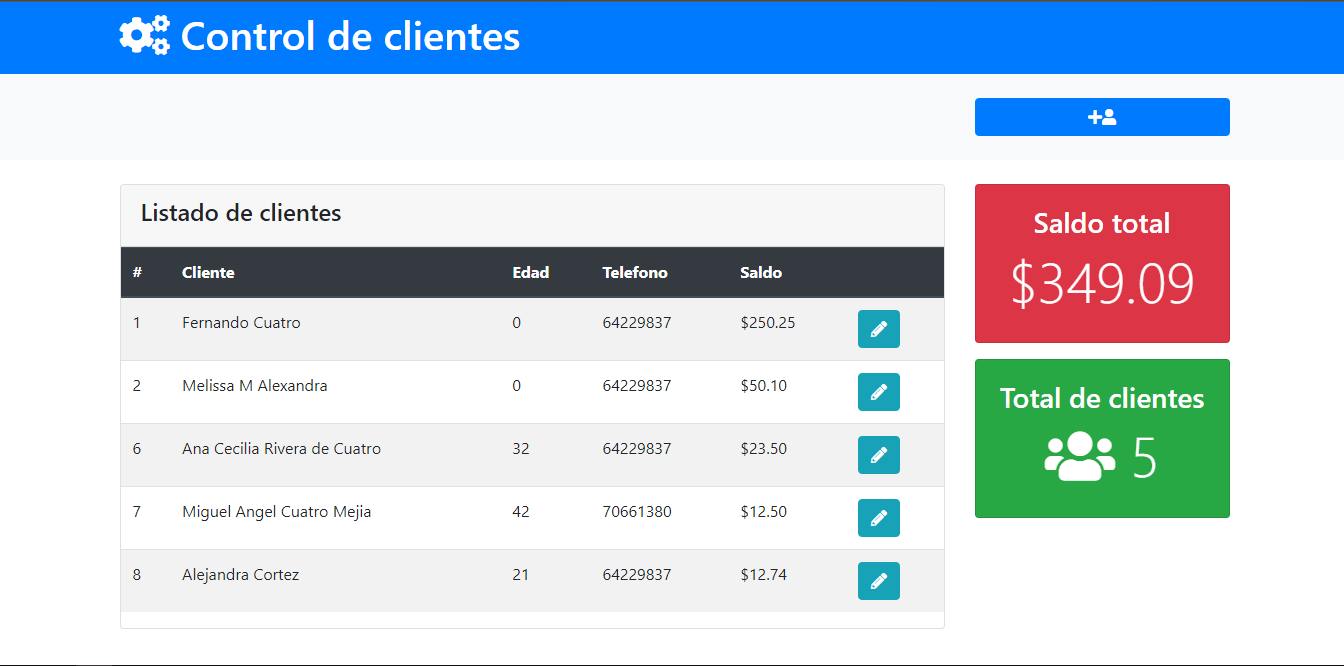 Control de clientes
Listado de clientes
# Cliente Edad Telefono Saldo
1 Fernando Cuatro 0 64229837 $250.25
2 Melissa M Alexandra 0 64229837 $50.10
6 Ana Cecilia Rivera de Cuatro 32 64229837 $23.50
7 Miguel Angel Cuatro Mejia 42 70661380 $12.50
8 Alejandra Cortez 21 64229837 $12.74
Saldo total
$349.09
Total de clientes
5